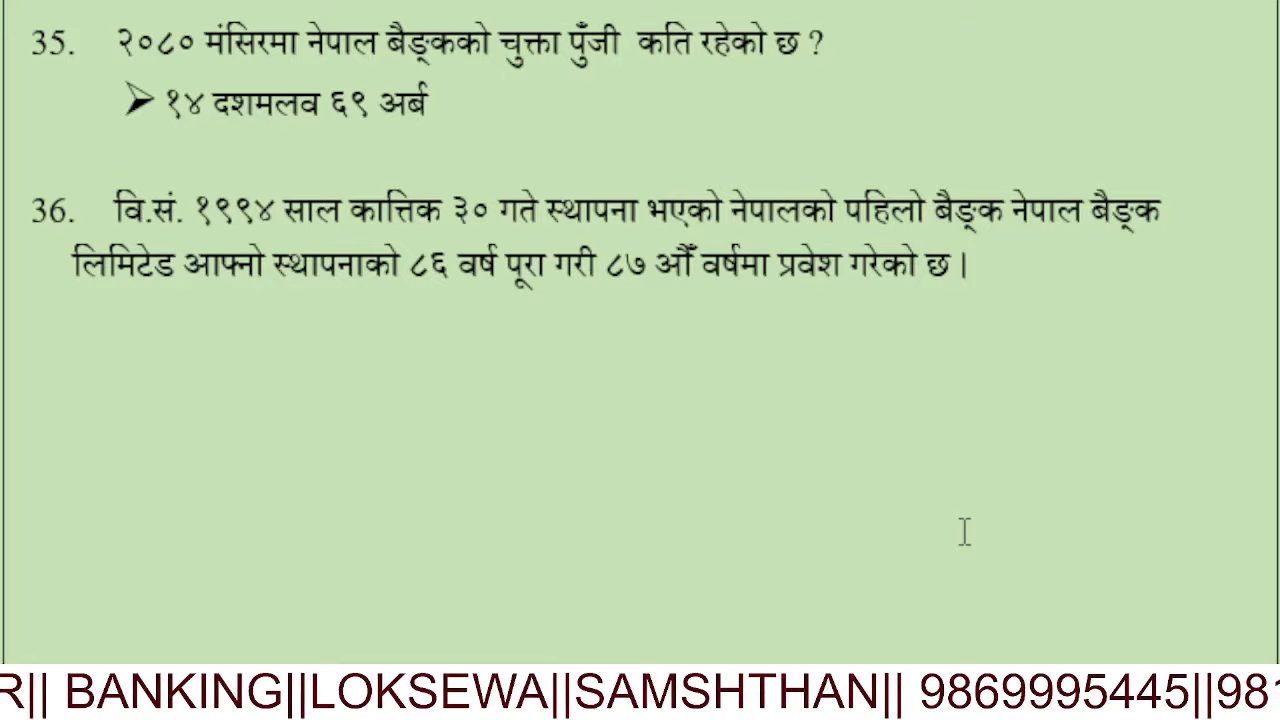 35. २०८० मंसिरमा नेपाल बैङ्कको चुक्ता पुँजी कति रहेको छ ?
➢ १४ दशमलव ६९ अर्ब
36. वि.सं. १९९४ साल कात्तिक ३० गते स्थापना भएको नेपालको पहिलो बैङ्क नेपाल बैङ्क
लिमिटेड आफ्नो स्थापनाको ८६ वर्ष पूरा गरी ८७ औँ वर्षमा प्रवेश गरेको छ ।
R|| BANKING||LOKSEWA||SAMSHTHAN|| 9869995445||981